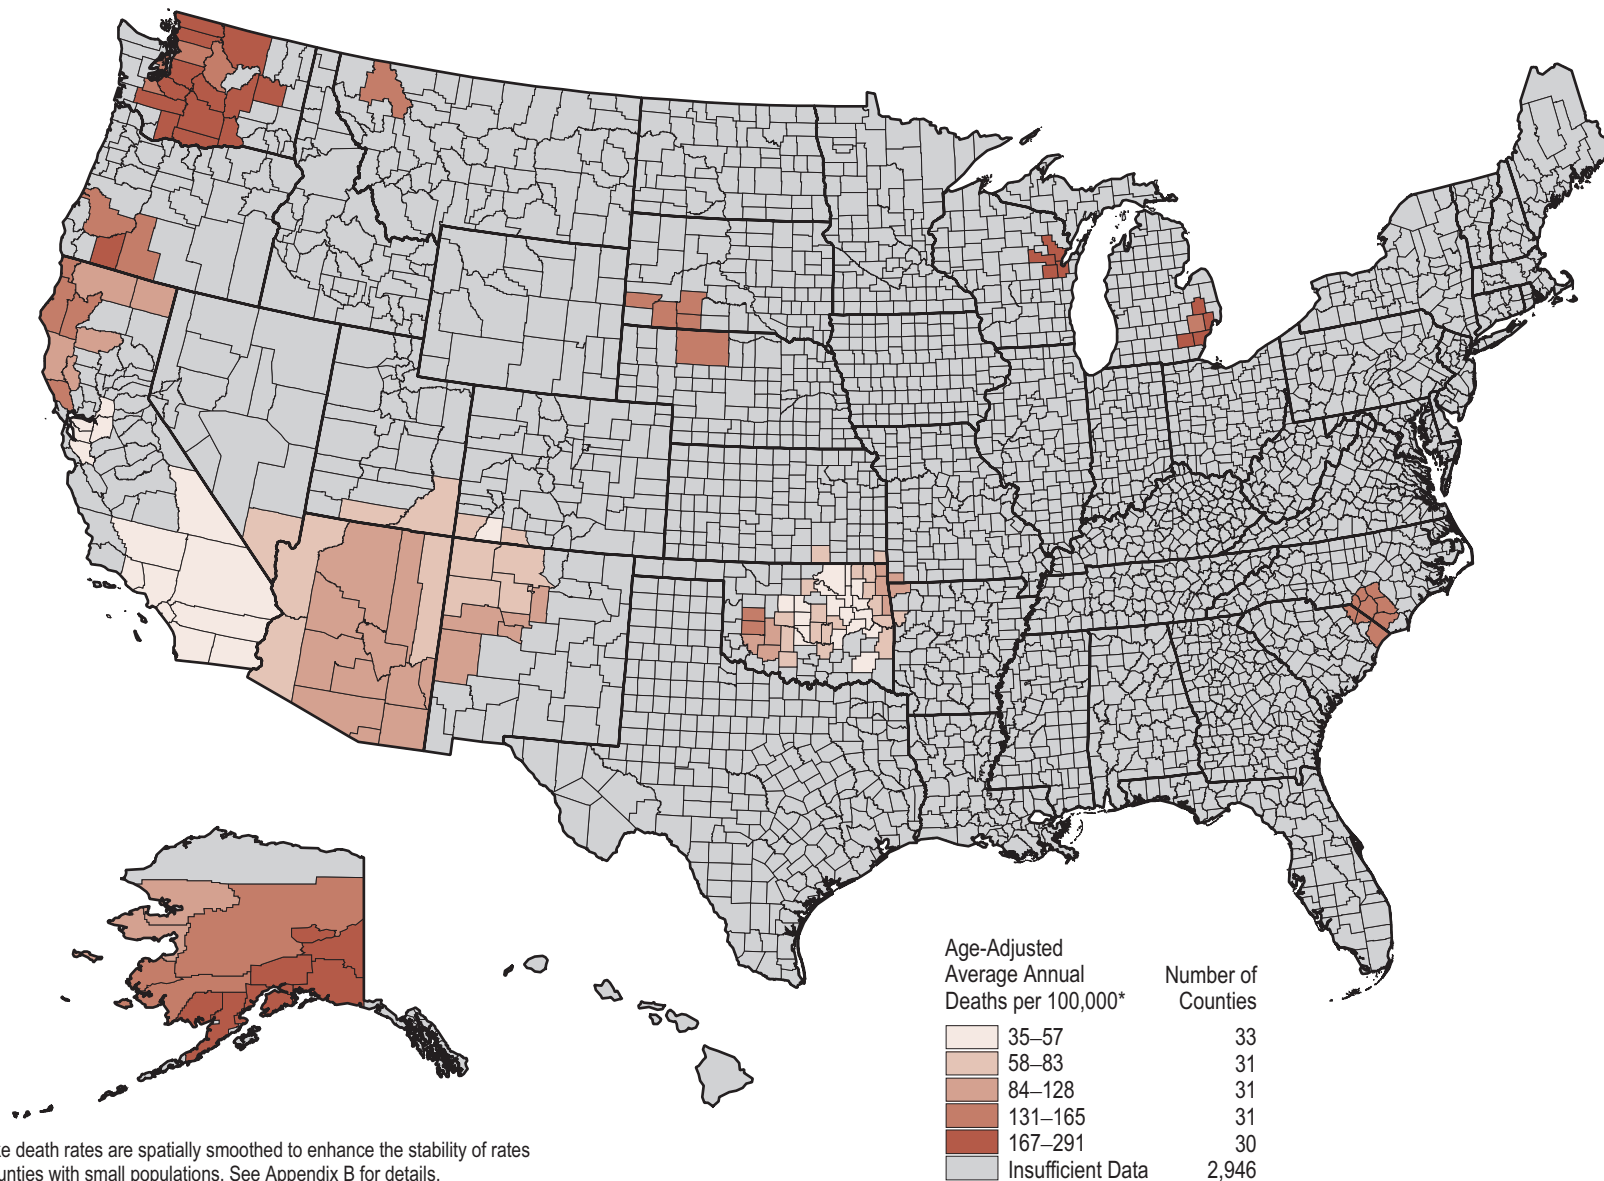 Age-Adjusted
Average Annual
Deaths per 100,000*
Number of
Counties
35–57 33
58–83 31
84–128 31
131–165 31
167–291 30
Insufficient Data 2,946
death rates are spatially smoothed to enhance the stability of rates
with small populations. See Appendix B for details.